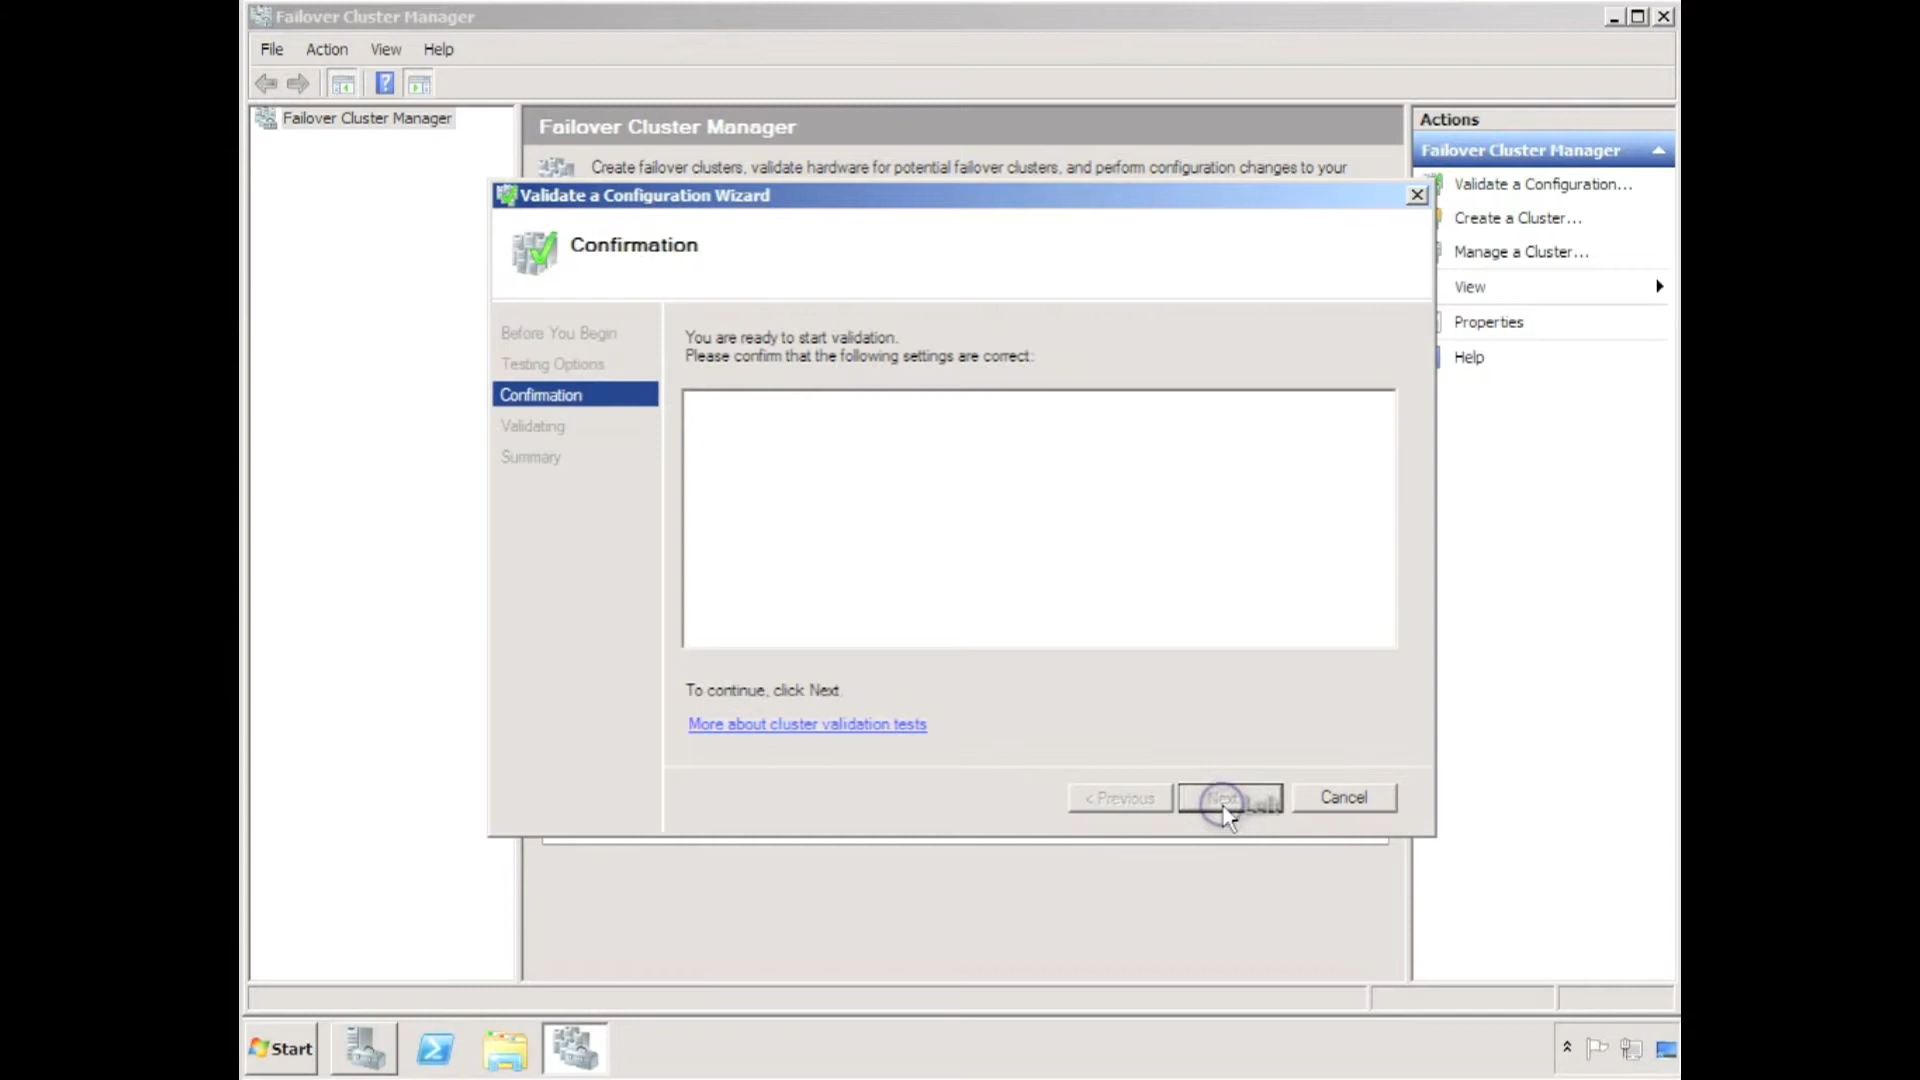 Failover Cluster Manager
File Action View Help
Failover Cluster Manager
Failover Cluster Manager
Create failover clusters, validate hardware for potential failover clusters, and perform configuration changes to your
Actions
Failover Cluster Manager
Validate a Configuration...
Create a Cluster...
Manage a Cluster...
View
Properties
Help
Validate a Configuration Wizard
Confirmation
Before You Begin
Testing Options
Confirmation
Validating
Summary
You are ready to start validation.
Please confirm that the following settings are correct:
To continue, click Next.
More about cluster validation tests
< Previous Next Cancel
Start